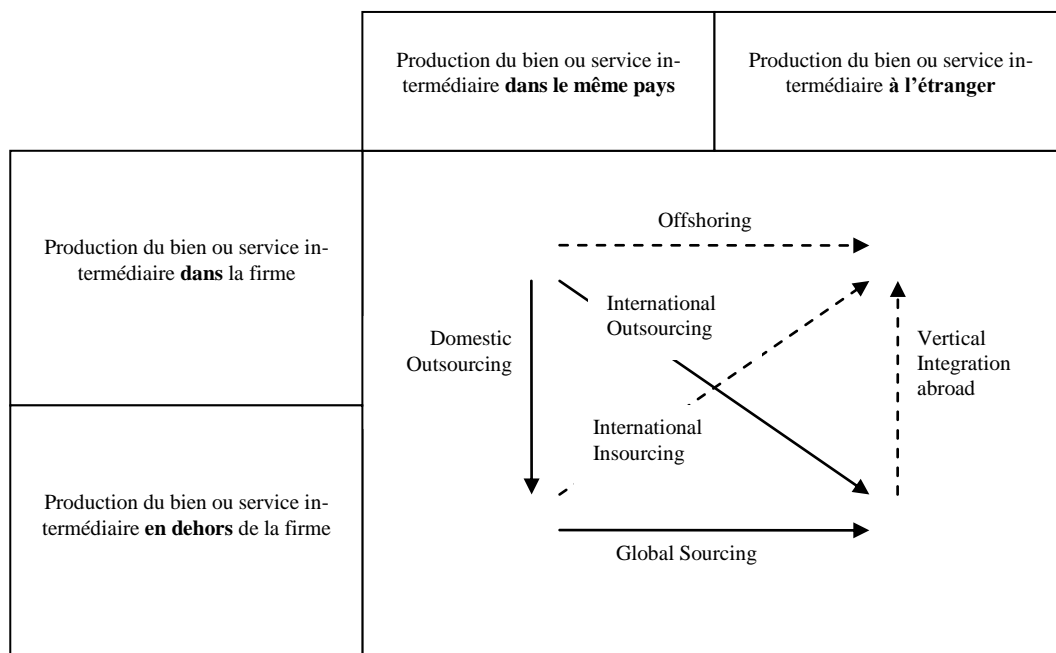 Production du bien ou service in-
termédiaire dans le même pays
Production du bien ou service in-
termédiaire à l’étranger
Production du bien ou service in-
termédiaire dans la firme
Offshoring
International
Outsourcing
Domestic
Outsourcing
Vertical
Integration
abroad
International
Insourcing
Production du bien ou service in-
termédiaire en dehors de la firme
Global Sourcing